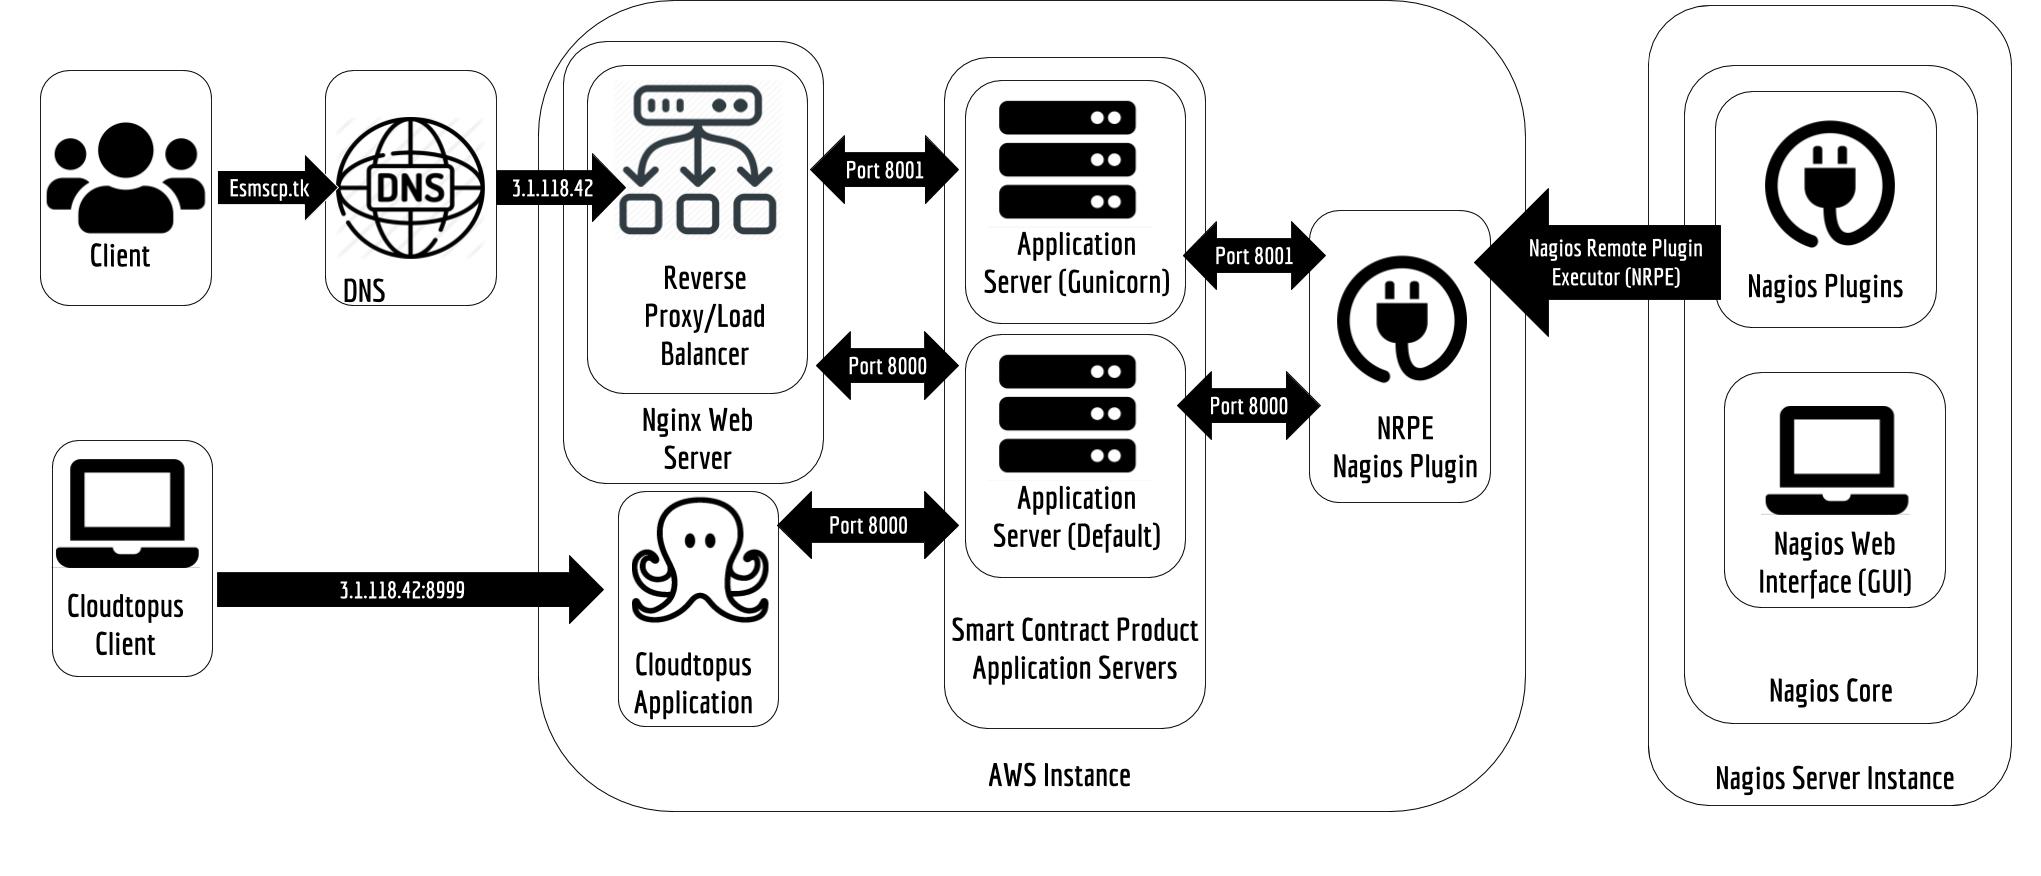 Client
Esmscp.tk
DNS
DNS
3.1.118.42
Reverse
Proxy/Load
Balancer
Nginx Web
Server
Port 8001
Port 8000
Application
Server (Gunicorn)
Application
Server (Default)
Smart Contract Product
Application Servers
Port 8001
Port 8000
NRPE
Nagios Plugin
Nagios Remote Plugin
Executor (NRPE)
Nagios Plugins
Nagios Web
Interface (GUI)
Nagios Core
Nagios Server Instance
Cloudtopus
Client
3.1.118.42:8999
Cloudtopus
Application
Port 8000
AWS Instance